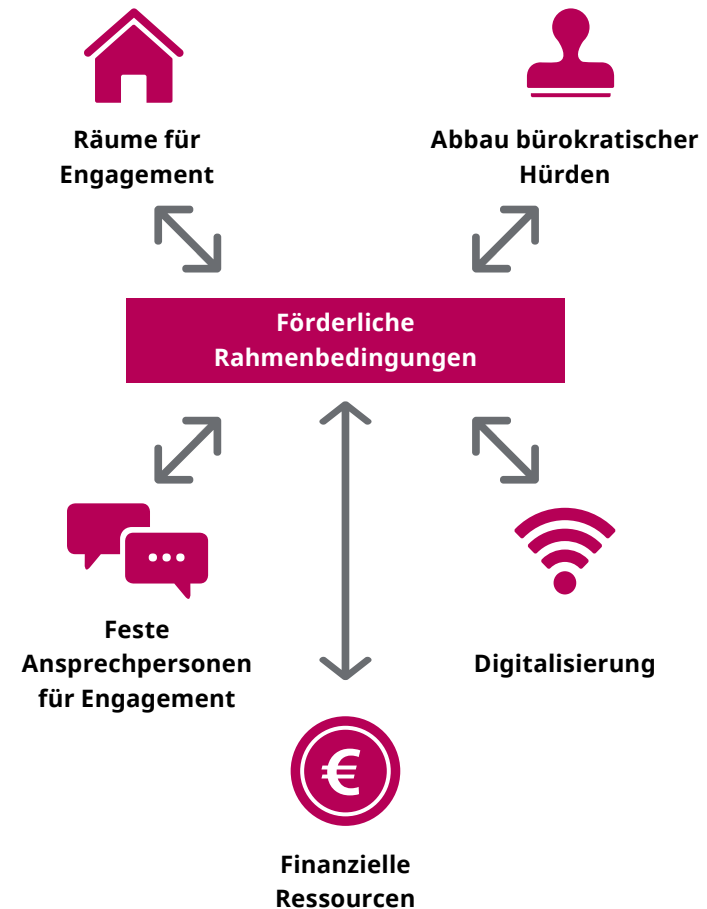 Räume für
Engagement
Abbau bürokratischer
Hürden
Förderliche
Rahmenbedingungen
Feste
Ansprechpersonen
für Engagement
Digitalisierung
€
Finanzielle
Ressourcen